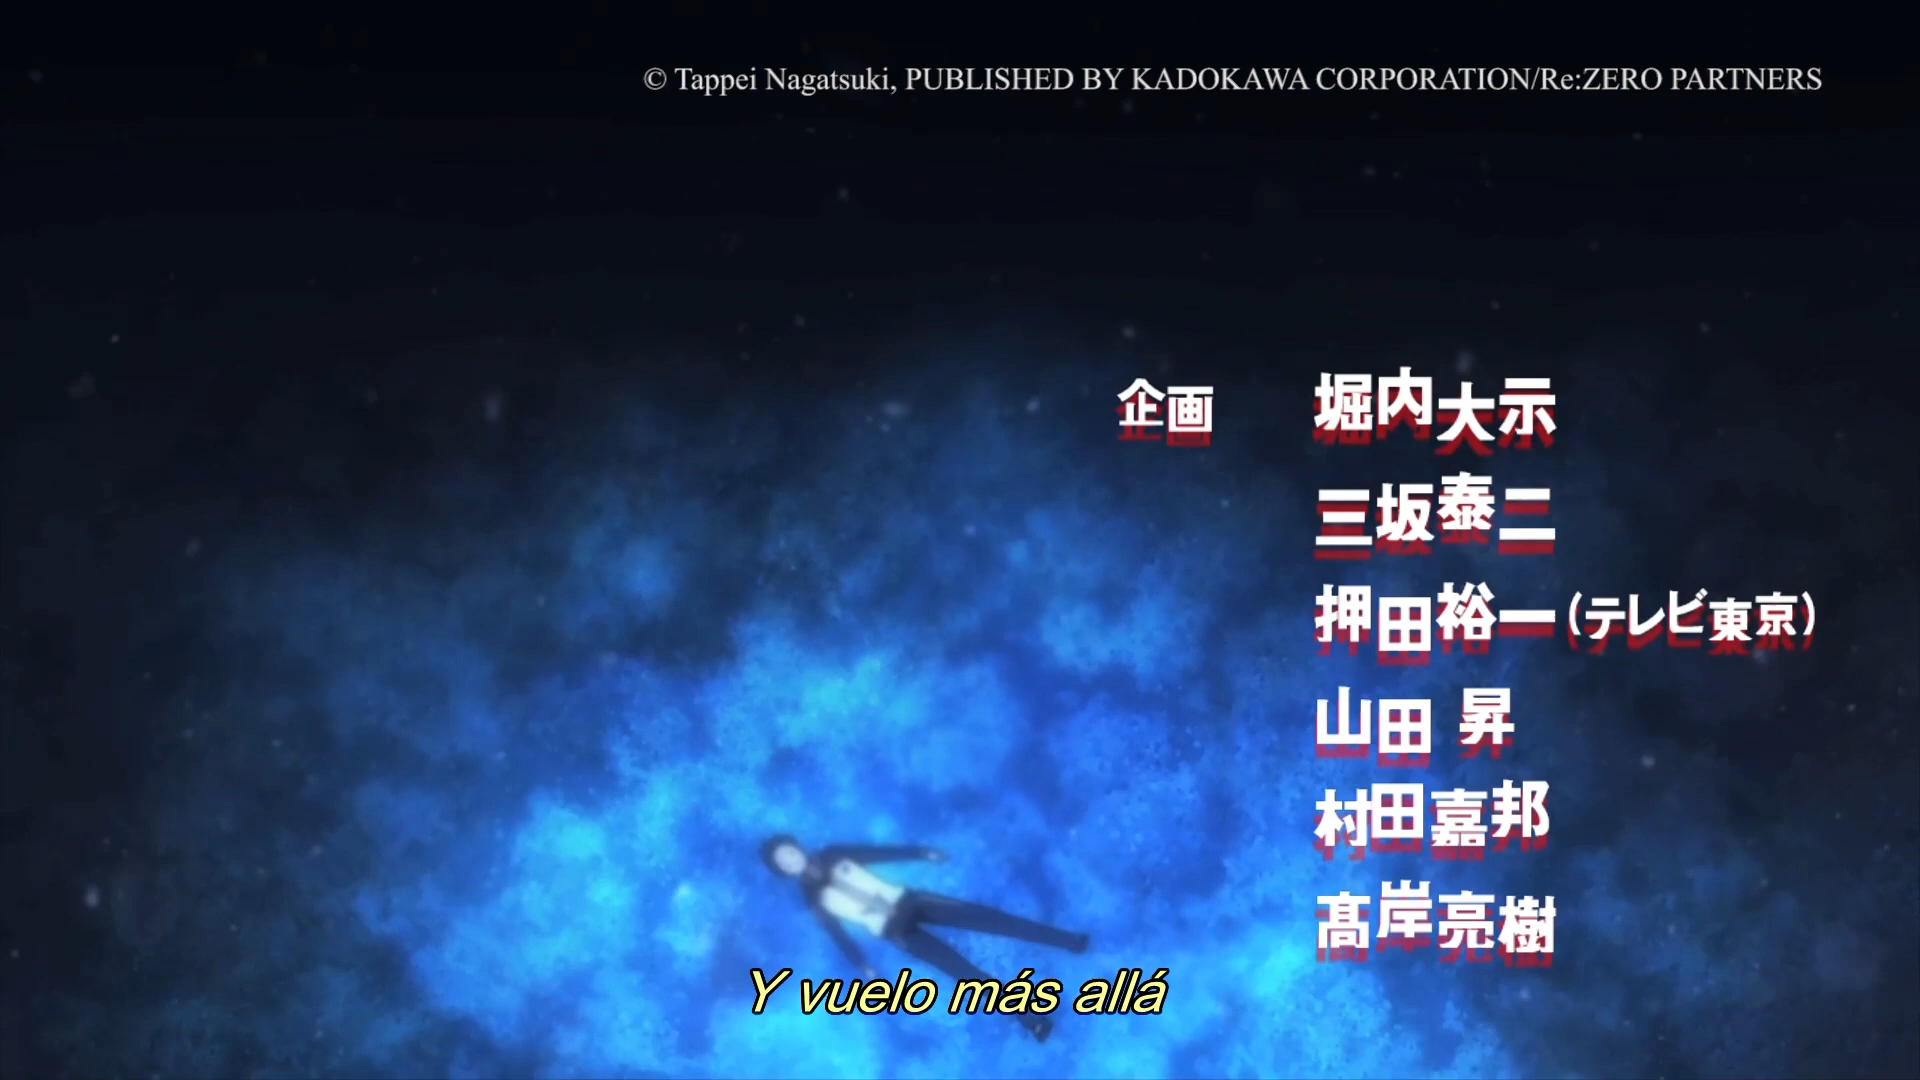 © Tappei Nagatsuki, PUBLISHED BY KADOKAWA CORPORATION/Re:ZERO PARTNERS
企画 堀内大示
三坂泰二
押田裕一(テレビ東京)
山田 昇
村田嘉邦
髙岸亮樹
Y vuelo más allá